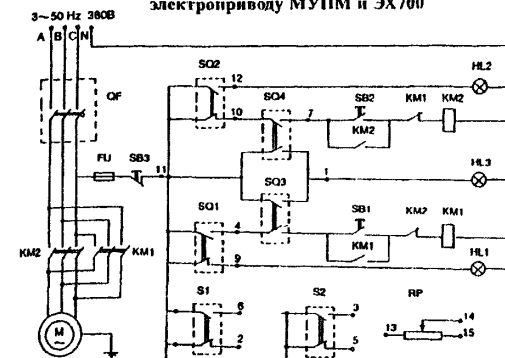 электроприводу МУПМ и ЭХ700
3~50 Hz 380В
A B C N
QF
SQ2 12 HL2
SQ4 SB2 KM1 KM2
10 7
KM2
FU SB3 11 HL3
1
SQ3
SQ1 4 SB1 KM2 KM1
KM2 KM1 KM1
9 HL1
S1 6 S2 3 RP
14
13 15
2 5
M
~